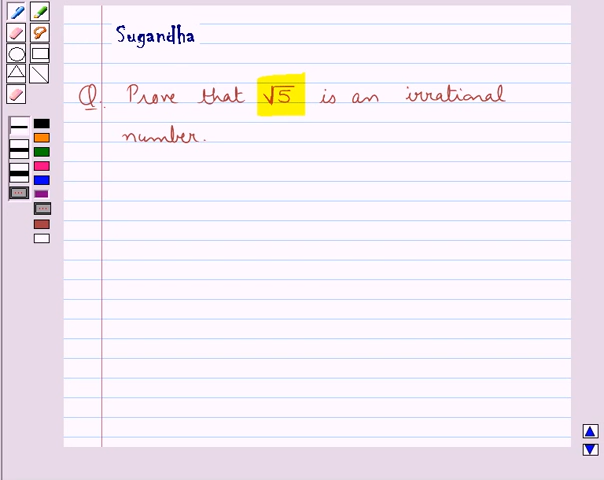 Sugandha
Q. Prove that √5 is an irrational
number.